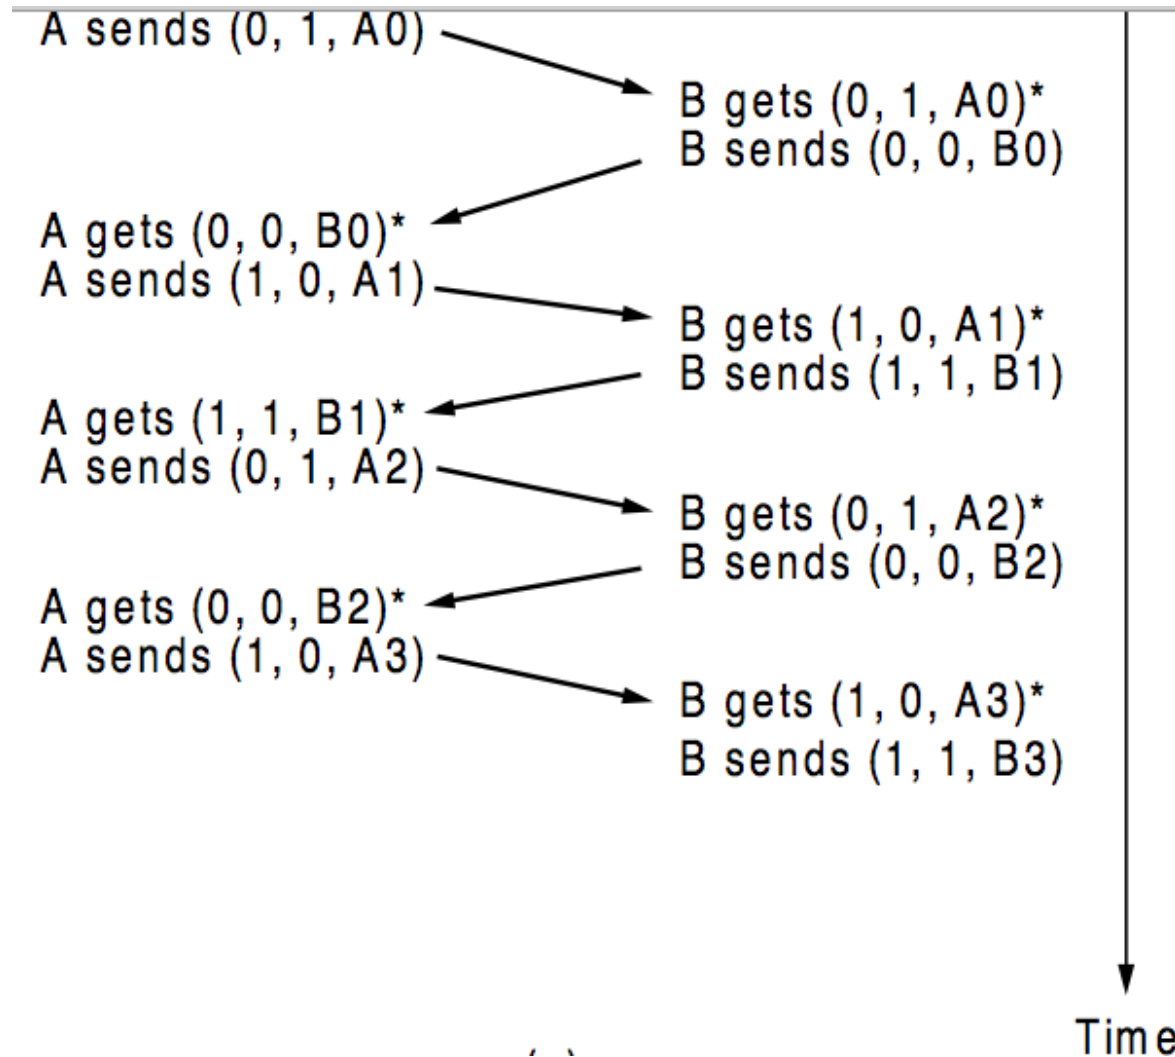 A sends (0, 1, A0)
B gets (0, 1, A0)*
B sends (0, 0, B0)
A gets (0, 0, B0)*
A sends (1, 0, A1)
B gets (1, 0, A1)*
B sends (1, 1, B1)
A gets (1, 1, B1)*
A sends (0, 1, A2)
B gets (0, 1, A2)*
B sends (0, 0, B2)
A gets (0, 0, B2)*
A sends (1, 0, A3)
B gets (1, 0, A3)*
B sends (1, 1, B3)
Time